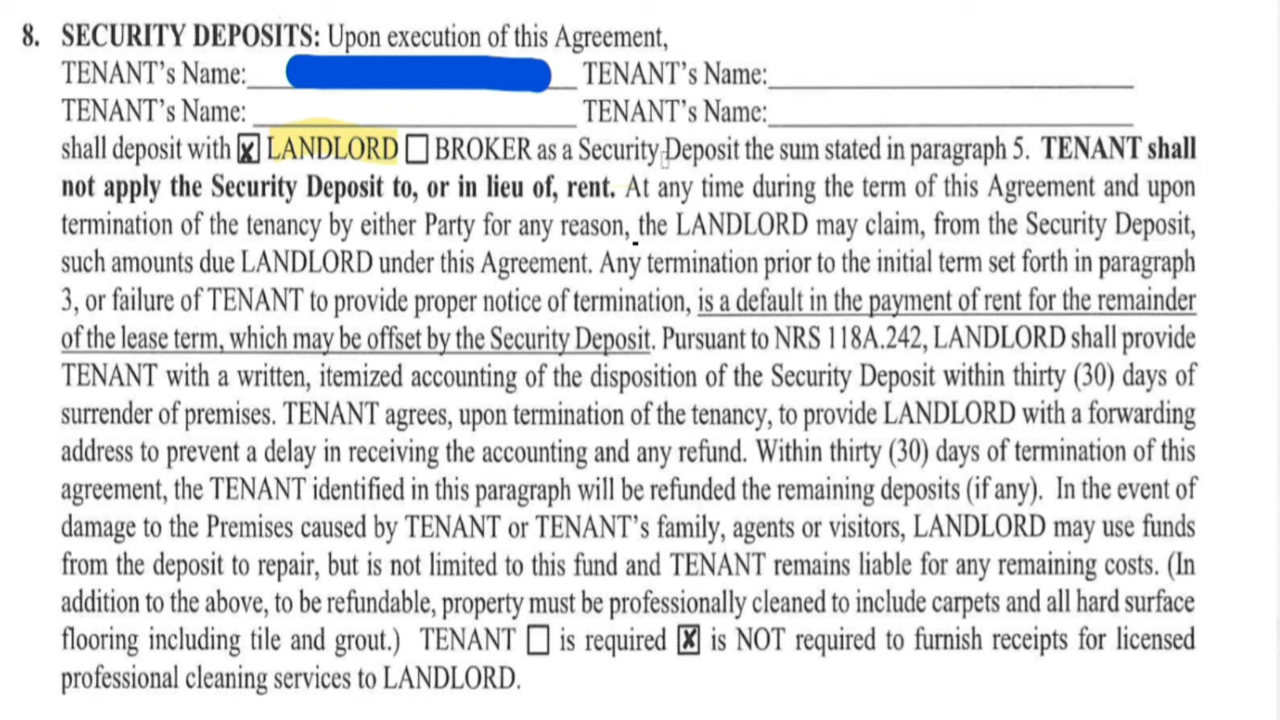 8. SECURITY DEPOSITS: Upon execution of this Agreement,
TENANT's Name: TENANT's Name:
TENANT's Name: TENANT's Name:
shall deposit with ☒ LANDLORD ☐ BROKER as a Security Deposit the sum stated in paragraph 5. TENANT shall
not apply the Security Deposit to, or in lieu of, rent. At any time during the term of this Agreement and upon
termination of the tenancy by either Party for any reason, the LANDLORD may claim, from the Security Deposit,
such amounts due LANDLORD under this Agreement. Any termination prior to the initial term set forth in paragraph
3, or failure of TENANT to provide proper notice of termination, is a default in the payment of rent for the remainder
of the lease term, which may be offset by the Security Deposit. Pursuant to NRS 118A.242, LANDLORD shall provide
TENANT with a written, itemized accounting of the disposition of the Security Deposit within thirty (30) days of
surrender of premises. TENANT agrees, upon termination of the tenancy, to provide LANDLORD with a forwarding
address to prevent a delay in receiving the accounting and any refund. Within thirty (30) days of termination of this
agreement, the TENANT identified in this paragraph will be refunded the remaining deposits (if any). In the event of
damage to the Premises caused by TENANT or TENANT's family, agents or visitors, LANDLORD may use funds
from the deposit to repair, but is not limited to this fund and TENANT remains liable for any remaining costs. (In
addition to the above, to be refundable, property must be professionally cleaned to include carpets and all hard surface
flooring including tile and grout.) TENANT ☐ is required ☒ is NOT required to furnish receipts for licensed
professional cleaning services to LANDLORD.